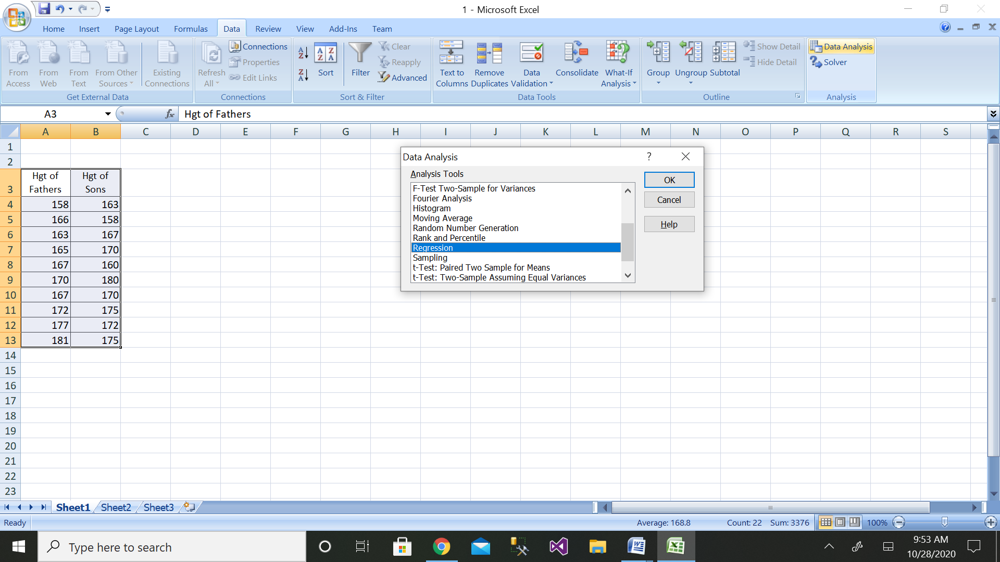 1 - Microsoft Excel
Home Insert Page Layout Formulas Data Review View Add-Ins Team
From Access
From Web
From Text
From Other Sources
Existing Connections
Get External Data
Refresh All
Connections
Properties
Edit Links
Connections
Sort
Filter
Clear
Reapply
Advanced
Sort & Filter
Text to Columns
Remove Duplicates
Data Validation
Consolidate
What-If Analysis
Data Tools
Group
Ungroup
Subtotal
Show Detail
Hide Detail
Outline
Data Analysis
Solver
Analysis
A3 fx Hgt of Fathers
A B C D E F G H I J K L M N O P Q R S
1
2
3 Hgt of Fathers Hgt of Sons
4 158 163
5 166 158
6 163 167
7 165 170
8 167 160
9 170 180
10 167 170
11 172 175
12 177 172
13 181 175
14
15
16
17
18
19
20
21
22
23
Data Analysis ?
Analysis Tools
F-Test Two-Sample for Variances
Fourier Analysis
Histogram
Moving Average
Random Number Generation
Rank and Percentile
Regression
Sampling
t-Test: Paired Two Sample for Means
t-Test: Two-Sample Assuming Equal Variances
OK
Cancel
Help
Sheet1 Sheet2 Sheet3
Ready Average: 168.8 Count: 22 Sum: 3376 100%
Type here to search
9:53 AM
10/28/2020